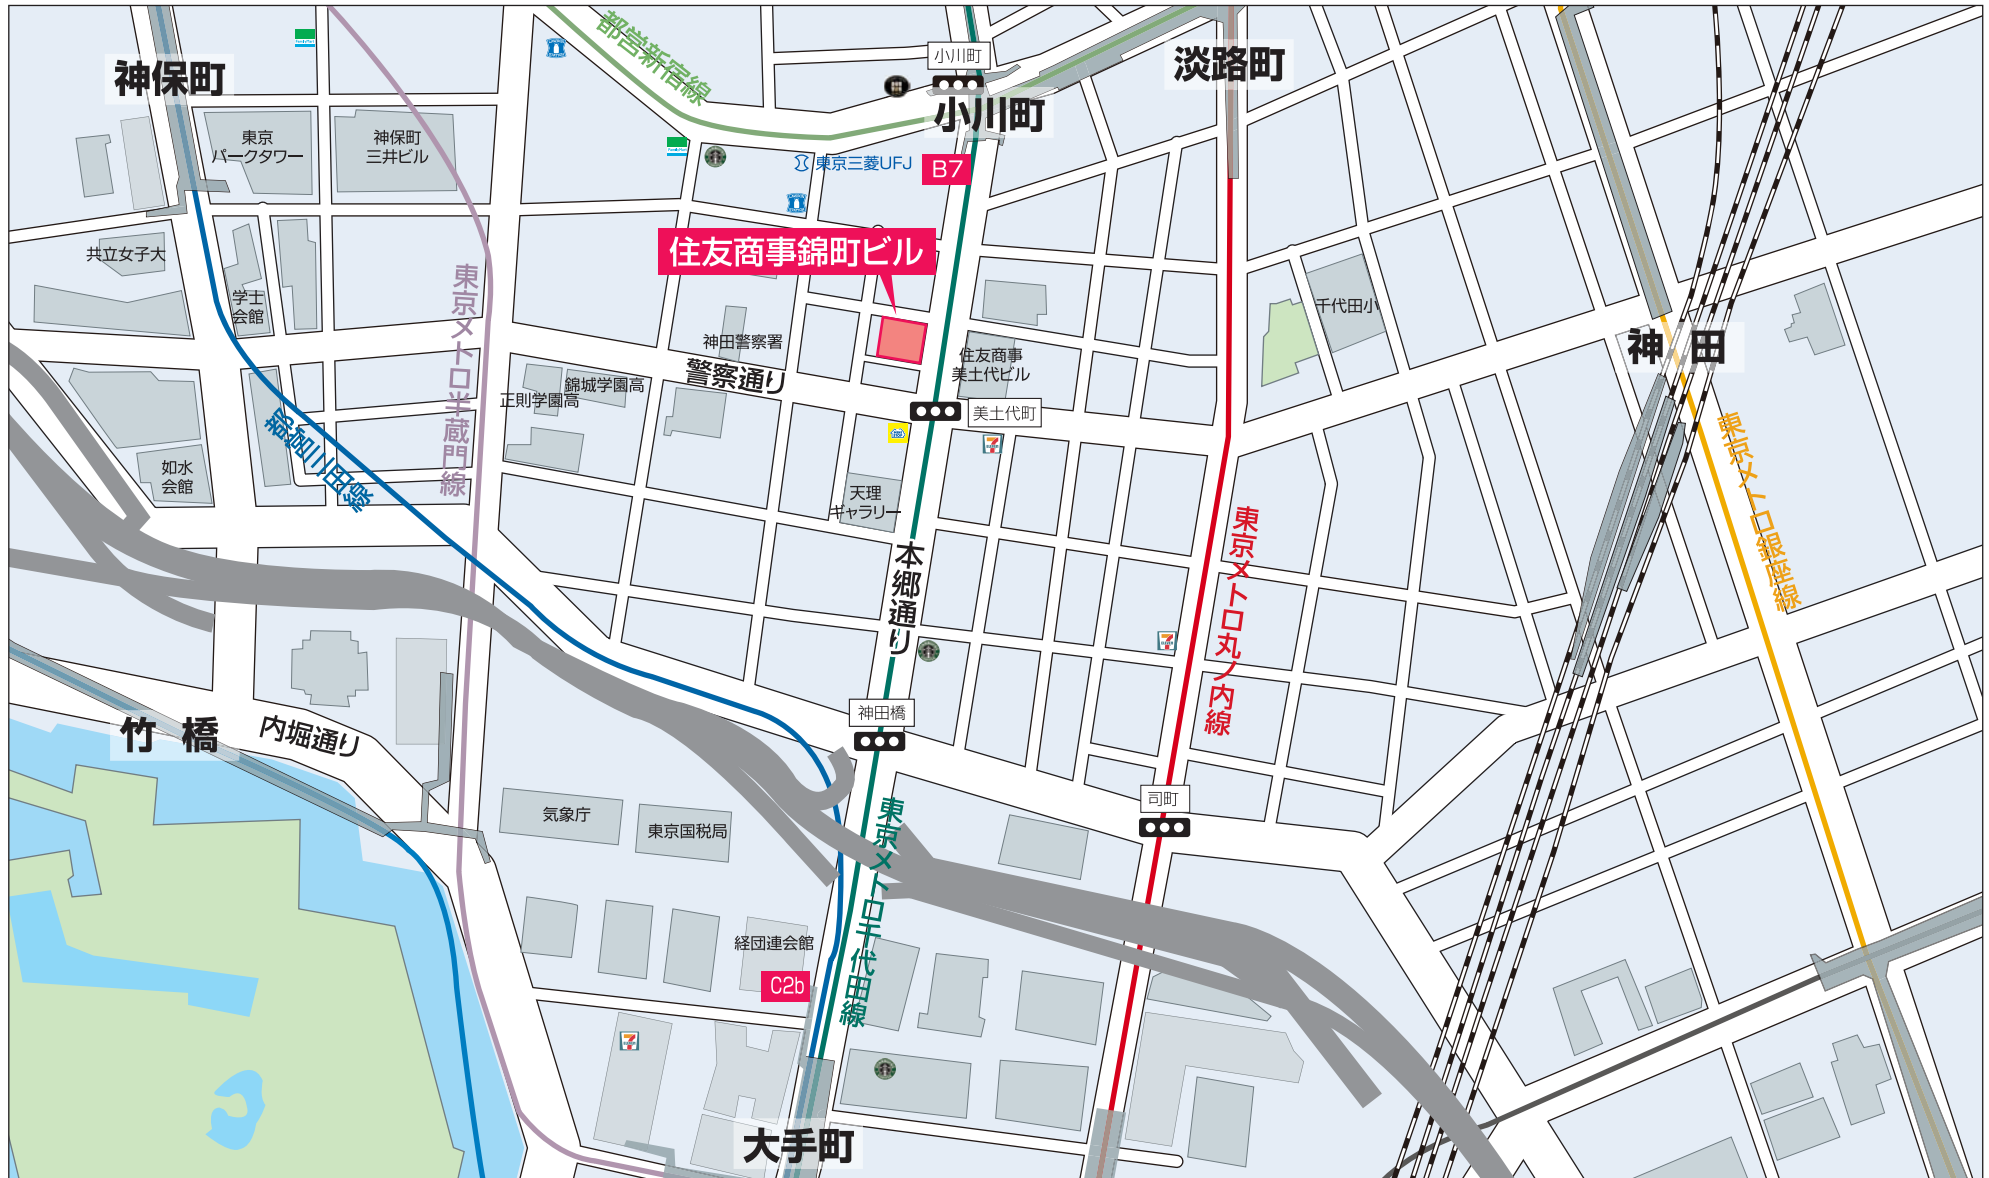 小川町
淡路町
神保町
都営新宿線
小川町
東京
パークタワー
神保町
三井ビル
東京三菱UFJ
B7
共立女子大
住友商事錦町ビル
学士
会館
東京メトロ半蔵門線
千代田小
神田警察署
住友商事
美土代ビル
神 田
警察通り
錦城学園高
正則学園高
美土代町
都営三田線
東京メトロ銀座線
如水
会館
天理
ギャラリー
本郷通り
東京メトロ丸ノ内線
神田橋
竹 橋
内堀通り
司町
気象庁
東京国税局
東京メトロ千代田線
経団連会館
C2b
大手町